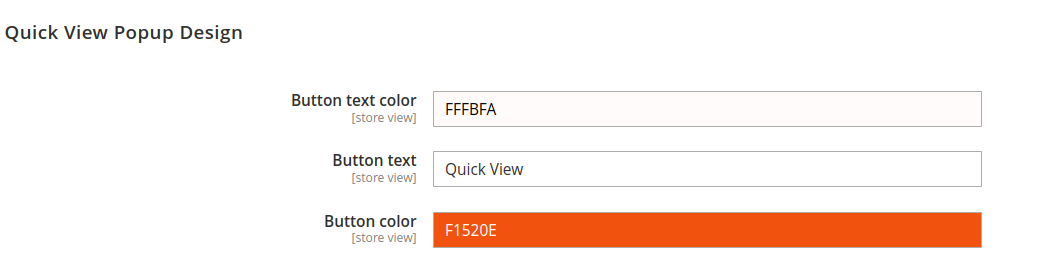 Quick View Popup Design
Button text color
[store view]
FFFBFA
Button text
[store view]
Quick View
Button color
[store view]
F1520E